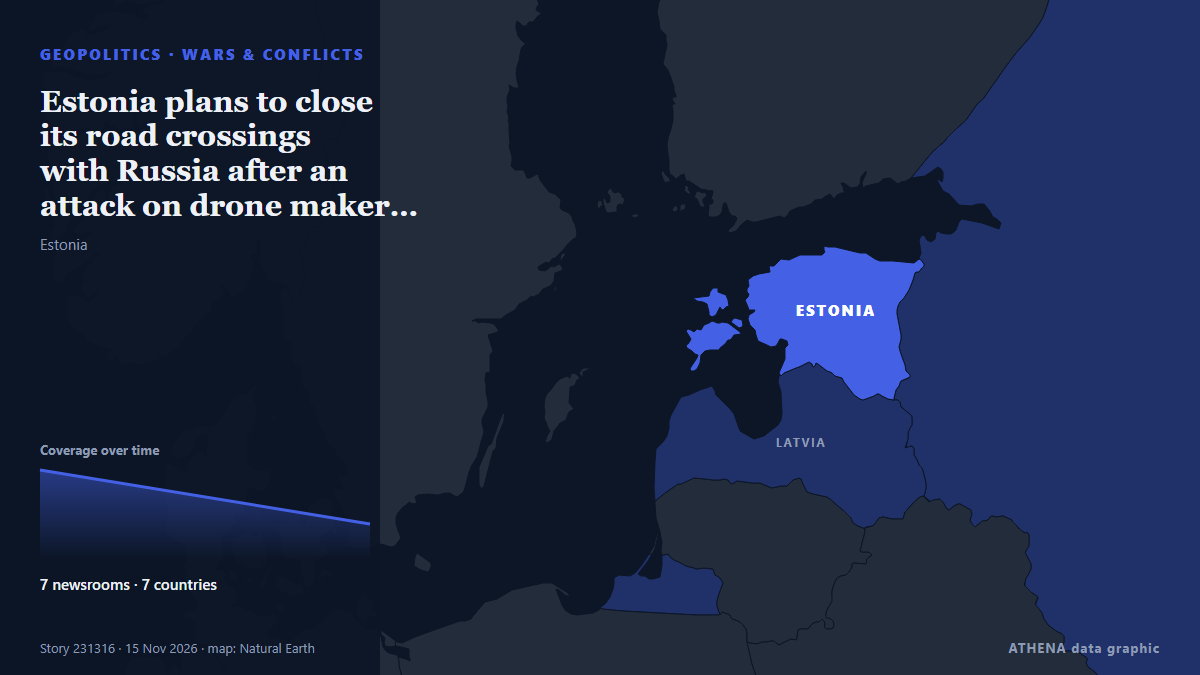 GEOPOLITICS · WARS & CONFLICTS
Estonia plans to close
its road crossings
with Russia after an
attack on drone maker...
Estonia
ESTONIA
LATVIA
Coverage over time
7 newsrooms · 7 countries
Story 231316 · 15 Nov 2026 · map: Natural Earth
ATHENA data graphic